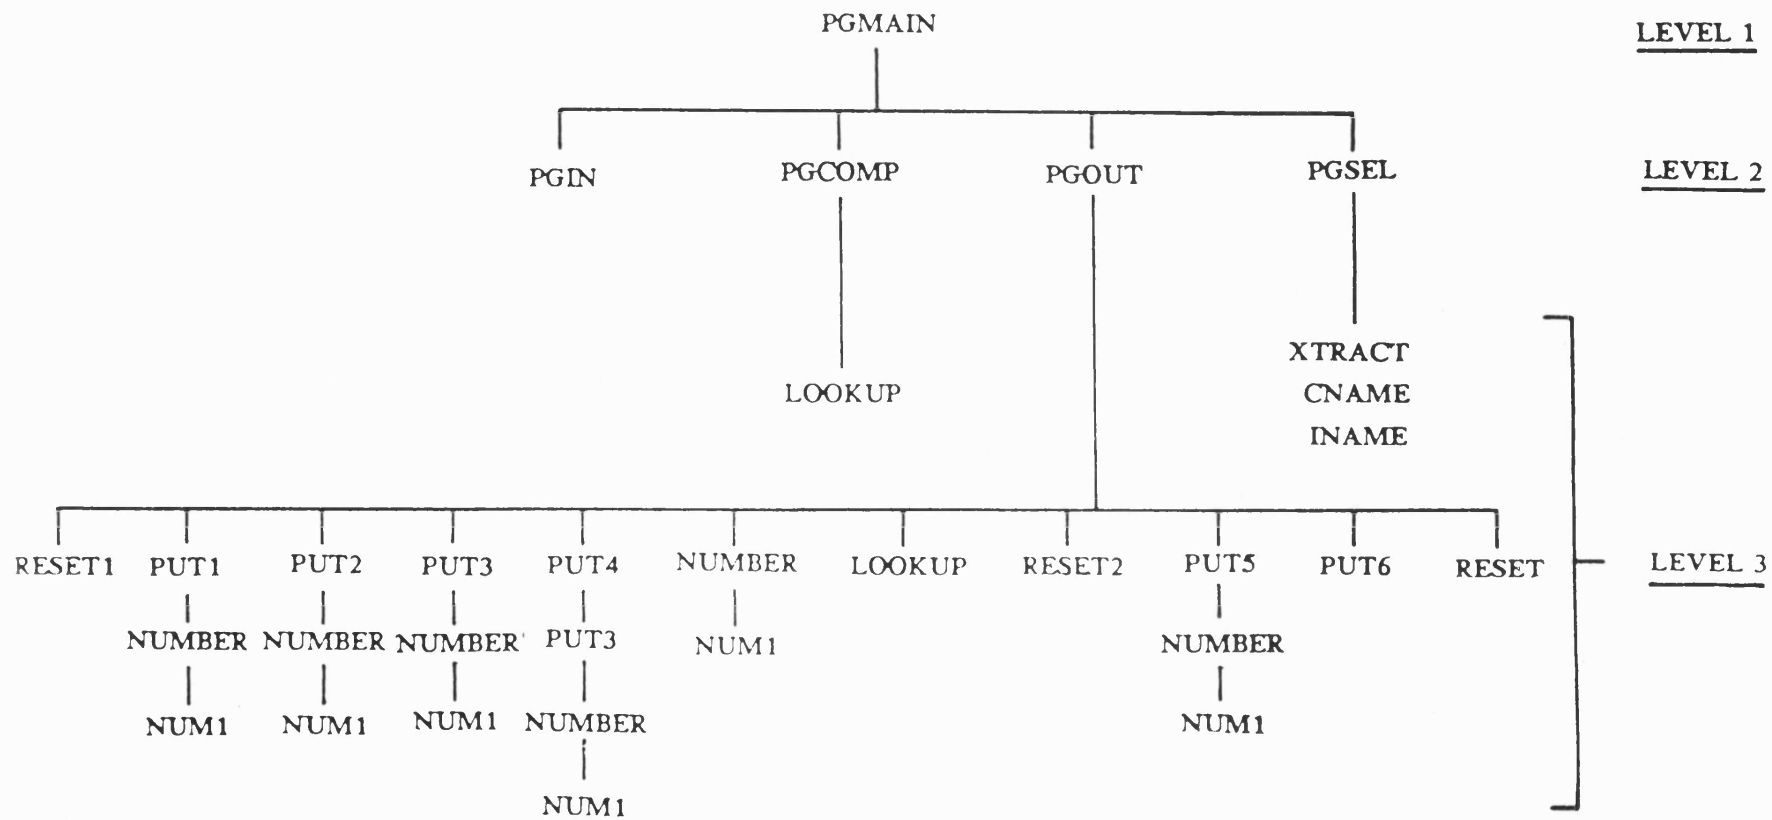 PGMAIN LEVEL 1
PGIN PGCOMP PGOUT PGSEL LEVEL 2
XTRACT
LOOKUP CNAME
INAME
RESET1 PUT1 PUT2 PUT3 PUT4 NUMBER LOOKUP RESET2 PUT5 PUT6 RESET LEVEL 3
NUMBER NUMBER NUMBER PUT3 NUM1 NUMBER
NUM1 NUM1 NUM1 NUMBER NUM1
NUM1